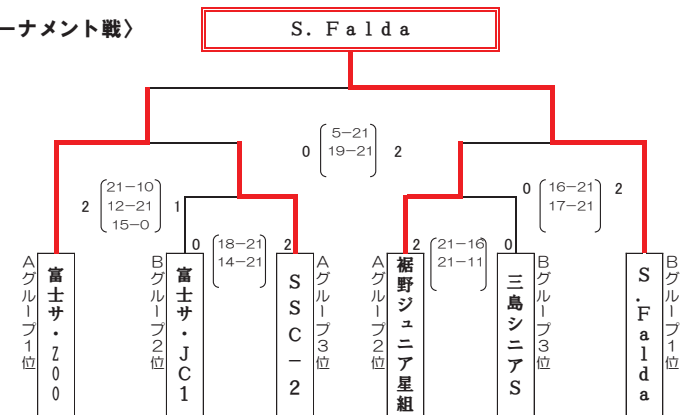 ーナメント戦〉
S. Falda
0 5−21 2
19−21
2 21−10 1
12−21
15−0
0 16−21 2
17−21
0 18−21 2
14−21
2 21−16 0
21−11
Aグループ1位
富士サ・ZOO
Bグループ2位
富士サ・JC1
SSC−2
Aグループ3位
Aグループ2位
裾野ジュニア星組
三島シニアS
Bグループ3位
S.Falda
Bグループ1位